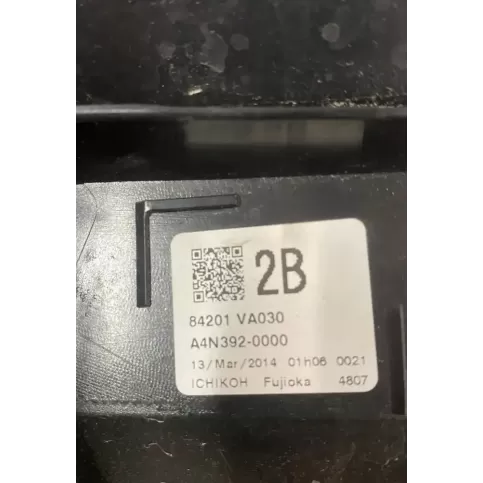 2B
84201 VA030
A4N392-0000
13/Mar/2014 01h06 0021
ICHIKOH Fujioka 4807